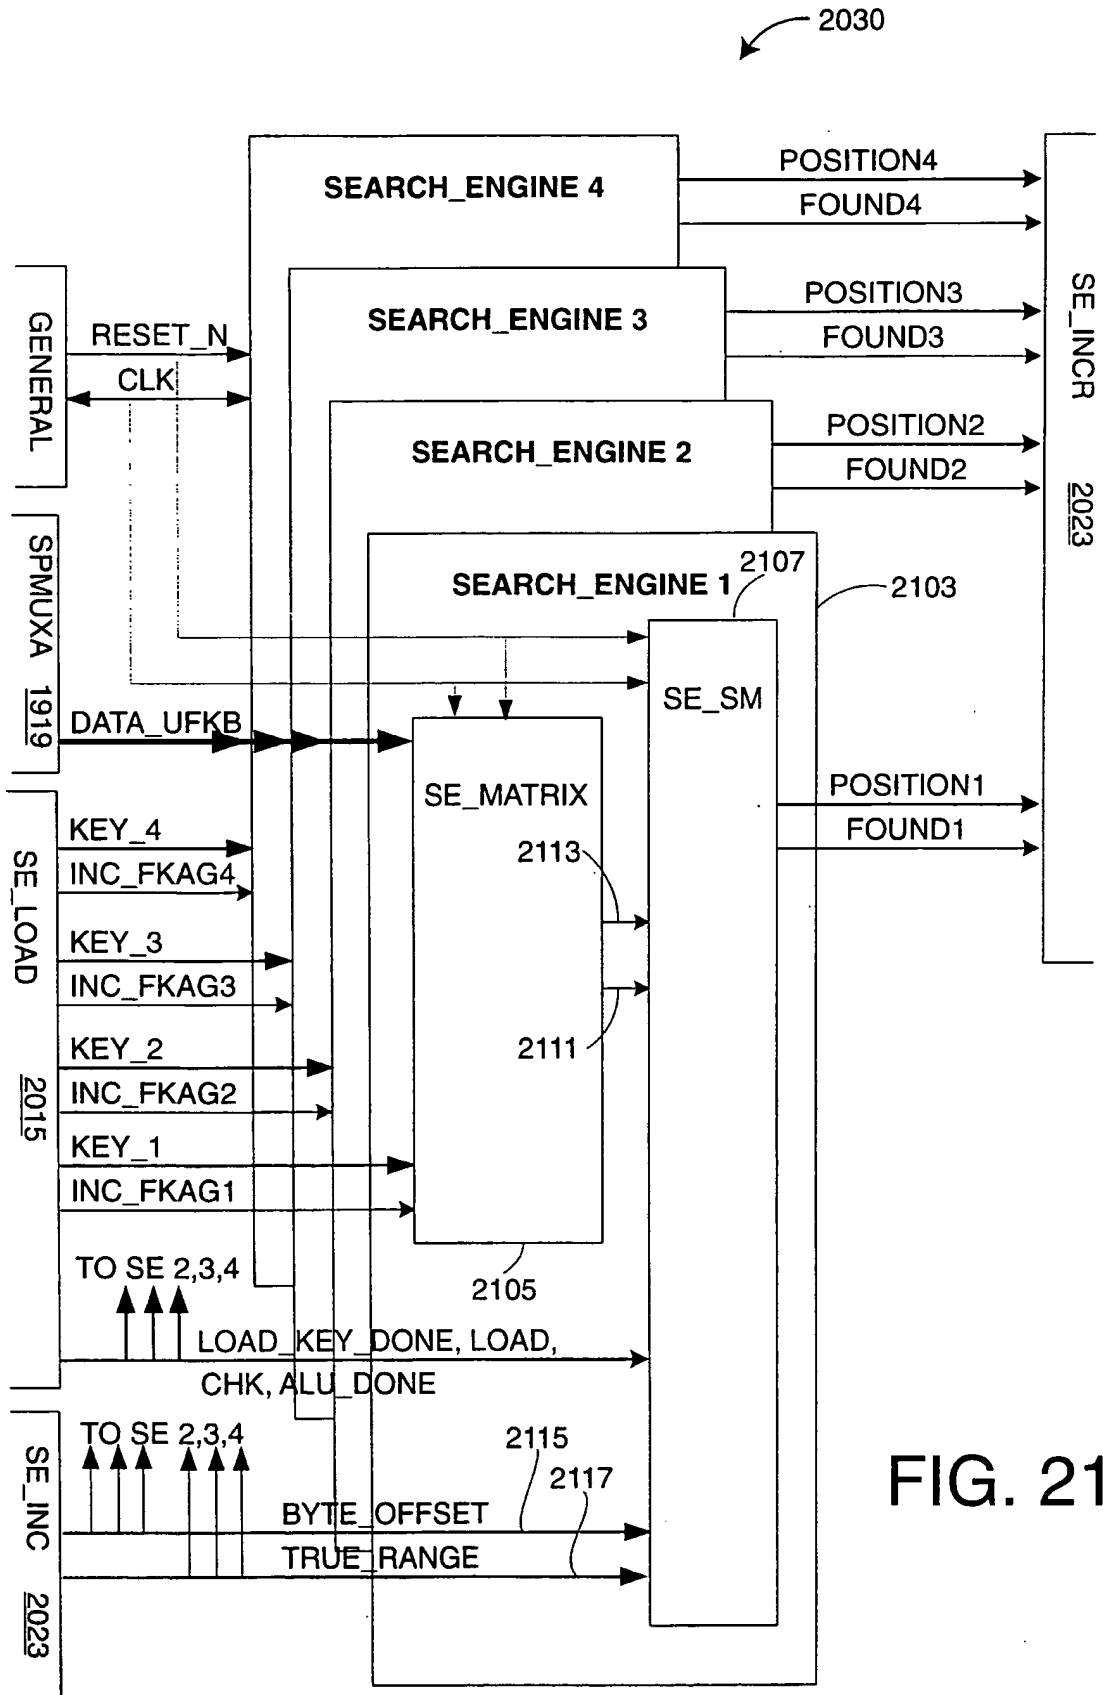 2030
SEARCH_ENGINE 4
POSITION4
FOUND4
SEARCH_ENGINE 3
POSITION3
FOUND3
SE_INCR 2023
GENERAL
RESET_N
CLK
SEARCH_ENGINE 2
POSITION2
FOUND2
SPMUXA 1919
SEARCH_ENGINE 1
2107
2103
SE_SM
DATA_UFKB
SE_MATRIX
POSITION1
FOUND1
SE_LOAD 2015
KEY_4
INC_FKAG4
2113
KEY_3
INC_FKAG3
2111
KEY_2
INC_FKAG2
KEY_1
INC_FKAG1
2105
TO SE 2,3,4
LOAD_KEY_DONE, LOAD,
CHK, ALU_DONE
SE_INC 2023
TO SE 2,3,4
2115
2117
BYTE_OFFSET
TRUE_RANGE
FIG. 21